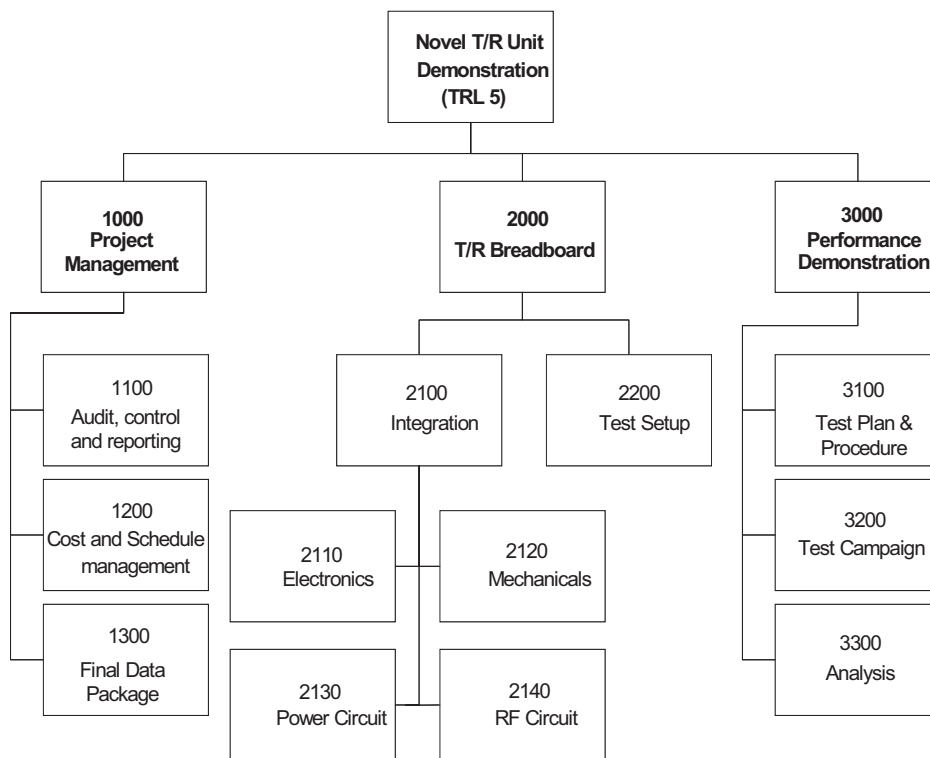 Novel T/R Unit
Demonstration
(TRL 5)
1000
Project
Management
2000
T/R Breadboard
3000
Performance
Demonstration
1100
Audit, control
and reporting
1200
Cost and Schedule
management
1300
Final Data
Package
2100
Integration
2200
Test Setup
2110
Electronics
2120
Mechanicals
2130
Power Circuit
2140
RF Circuit
3100
Test Plan &
Procedure
3200
Test Campaign
3300
Analysis